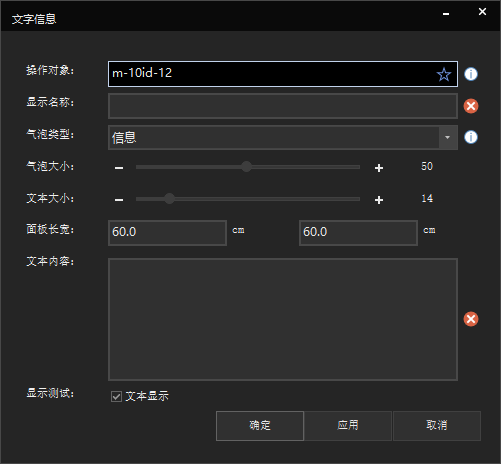 文字信息
操作对象：
m-10id-12
显示名称：
气泡类型：
信息
气泡大小：
50
文本大小：
14
面板长宽：
60.0 cm 60.0 cm
文本内容：
显示测试：
文本显示
确定 应用 取消